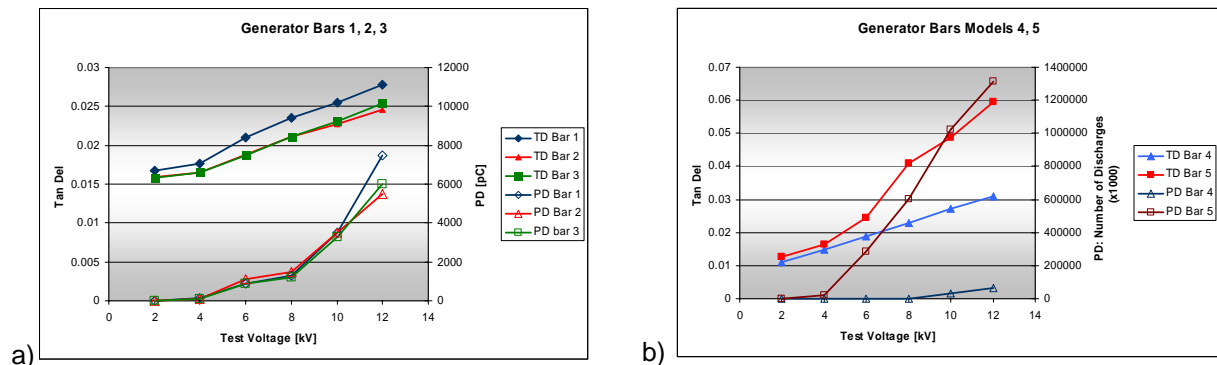 Generator Bars 1, 2, 3
0.03
0.025
0.02
0.015
0.01
0.005
0
Tan Del
12000
10000
8000
6000
4000
2000
0
PD [pC]
0 2 4 6 8 10 12 14
Test Voltage [kV]
TD Bar 1
TD Bar 2
TD Bar 3
PD Bar 1
PD Bar 2
PD bar 3
a)
Generator Bars Models 4, 5
0.07
0.06
0.05
0.04
0.03
0.02
0.01
0
Tan Del
1400000
1200000
1000000
800000
600000
400000
200000
0
PD: Number of Discharges
(x1000)
0 2 4 6 8 10 12 14
Test Voltage [kV]
TD Bar 4
TD Bar 5
PD Bar 4
PD Bar 5
b)